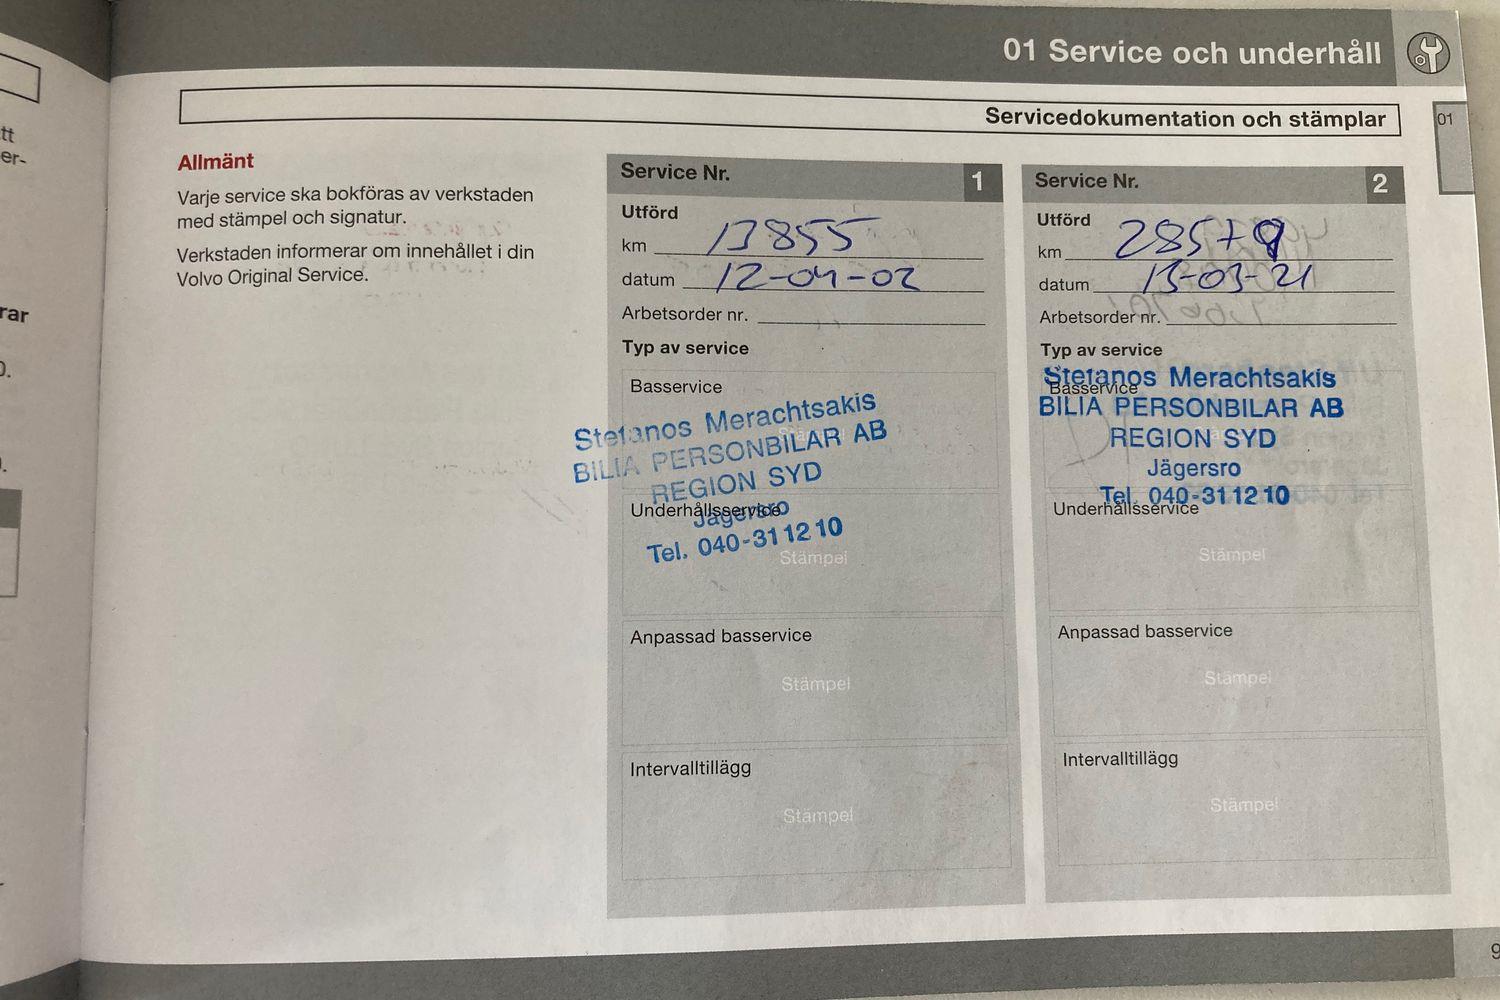 tt
er-
rar
0.
01 Service och underhåll
Servicedokumentation och stämplar
01
Allmänt
Varje service ska bokföras av verkstaden
med stämpel och signatur.
Verkstaden informerar om innehållet i din
Volvo Original Service.
Service Nr. 1
Utförd
km 13855
datum 12-04-02
Arbetsorder nr.
Typ av service
Basservice
Stefanos Merachtsakis
BILIA PERSONBILAR AB
REGION SYD
Jägersro
Tel. 040-31 12 10
Underhållsservice
Stämpel
Anpassad basservice
Stämpel
Intervalltillägg
Stämpel
Service Nr. 2
Utförd
km
datum 13-03-21
Arbetsorder nr.
Typ av service
Basservice
Stefanos Merachtsakis
BILIA PERSONBILAR AB
REGION SYD
Jägersro
Tel. 040-31 12 10
Underhållsservice
Stämpel
Anpassad basservice
Stämpel
Intervalltillägg
Stämpel
9